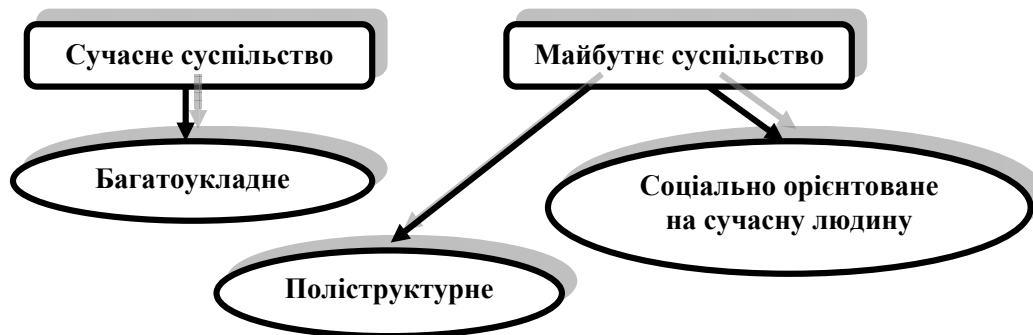 Сучасне суспільство
Майбутнє суспільство
Багатоукладне
Соціально орієнтоване
на сучасну людину
Поліструктурне